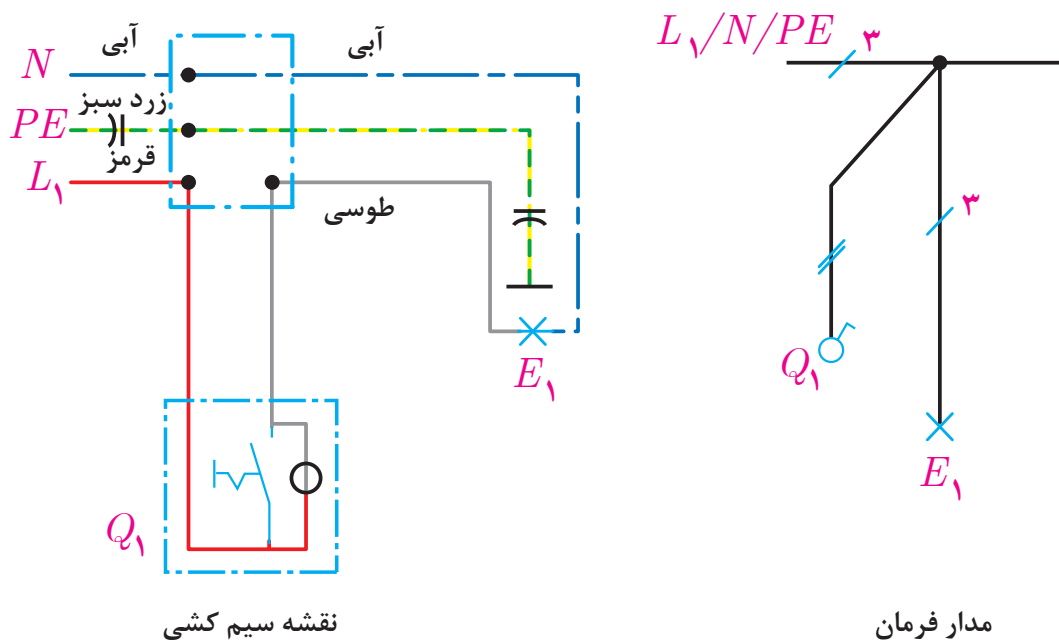 L۱/N/PE ۳
۳
Q۱
E۱
مدار فرمان
آبی آبی
N
زرد سبز
PE
قرمز
L۱
طوسی
E۱
Q۱
نقشه سیم کشی